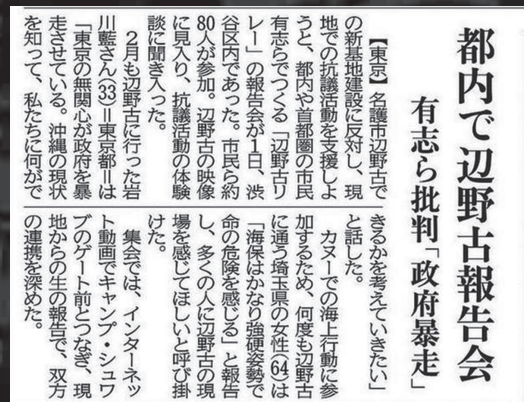 都内で辺野古報告会
有志ら批判「政府暴走」
【東京】名護市辺野古で
の新基地建設に反対し、現
地での抗議活動を支援しよ
うと、都内や首都圏の市民
有志らでつくる「辺野古リ
レー」の報告会が1日、渋
谷区内であった。市民ら約
80人が参加。辺野古の映像
に見入り、抗議活動の体験
談に聞き入った。
2月も辺野古に行った岩
川藍さん(33)=東京都=は
「東京の無関心が政府を暴
走させている。沖縄の現状
を知って、私たちに何がで
きるかを考えていきたい」
と話した。
カヌーでの海上行動に参
加するため、何度も辺野古
に通う埼玉県の女性(64)は
「海保はかなり強硬姿勢で
命の危険を感じる」と報告
し、多くの人に辺野古の現
場を感じてほしいと呼び掛
けた。
集会では、インターネッ
ト動画でキャンプ・シュワ
ブのゲート前とつなぎ、現
地からの生の報告で、双方
の連携を深めた。